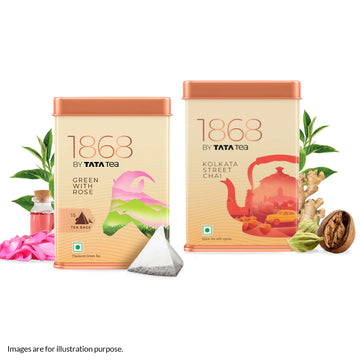 1868
BY TATA TEA
GREEN
WITH
ROSE
15
TEA BAGS
Flavoured Green Tea
1868
BY TATA TEA
KOLKATA
STREET
CHAI
Black tea with spices
Images are for illustration purpose.